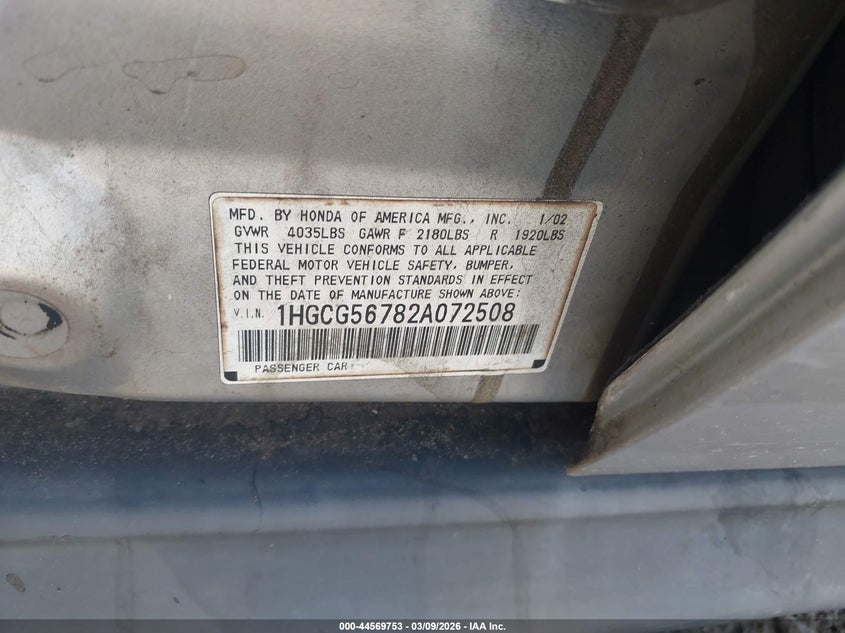 MFD. BY HONDA OF AMERICA MFG., INC. 1/02
GVWR 4035LBS GAWR F 2180LBS R 1920LBS
THIS VEHICLE CONFORMS TO ALL APPLICABLE
FEDERAL MOTOR VEHICLE SAFETY, BUMPER,
AND THEFT PREVENTION STANDARDS IN EFFECT
ON THE DATE OF MANUFACTURE SHOWN ABOVE:
V.I.N. 1HGCG56782A072508
PASSENGER CAR
000-44569753 — 03/09/2026 — IAA Inc.